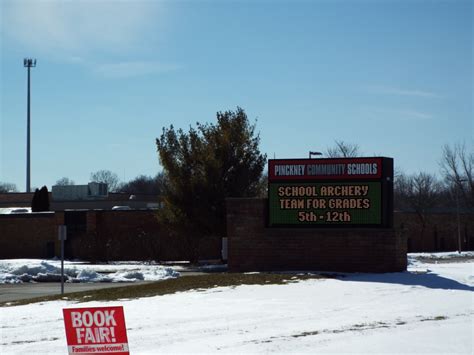 PINCKNEY COMMUNITY SCHOOLS
SCHOOL ARCHERY
TEAM FOR GRADES
5th - 12th
BOOK
FAIR!
Families welcome!